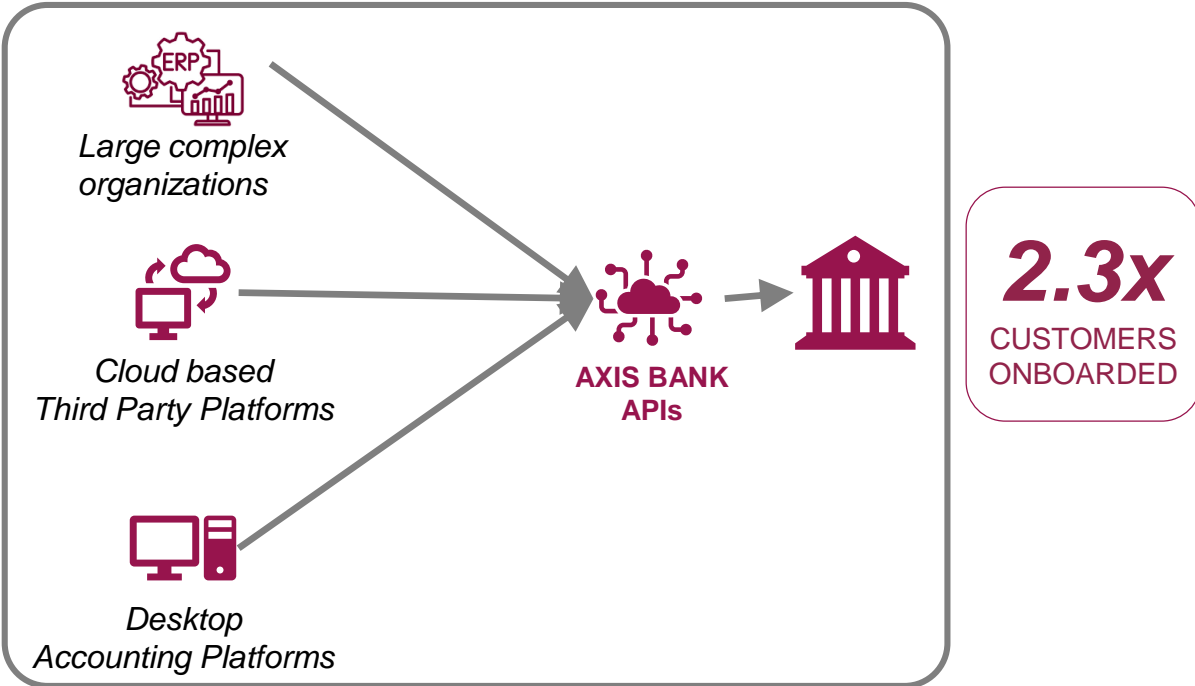 ERP
Large complex
organizations
Cloud based
Third Party Platforms
Desktop
Accounting Platforms
AXIS BANK
APIs
2.3x
CUSTOMERS
ONBOARDED